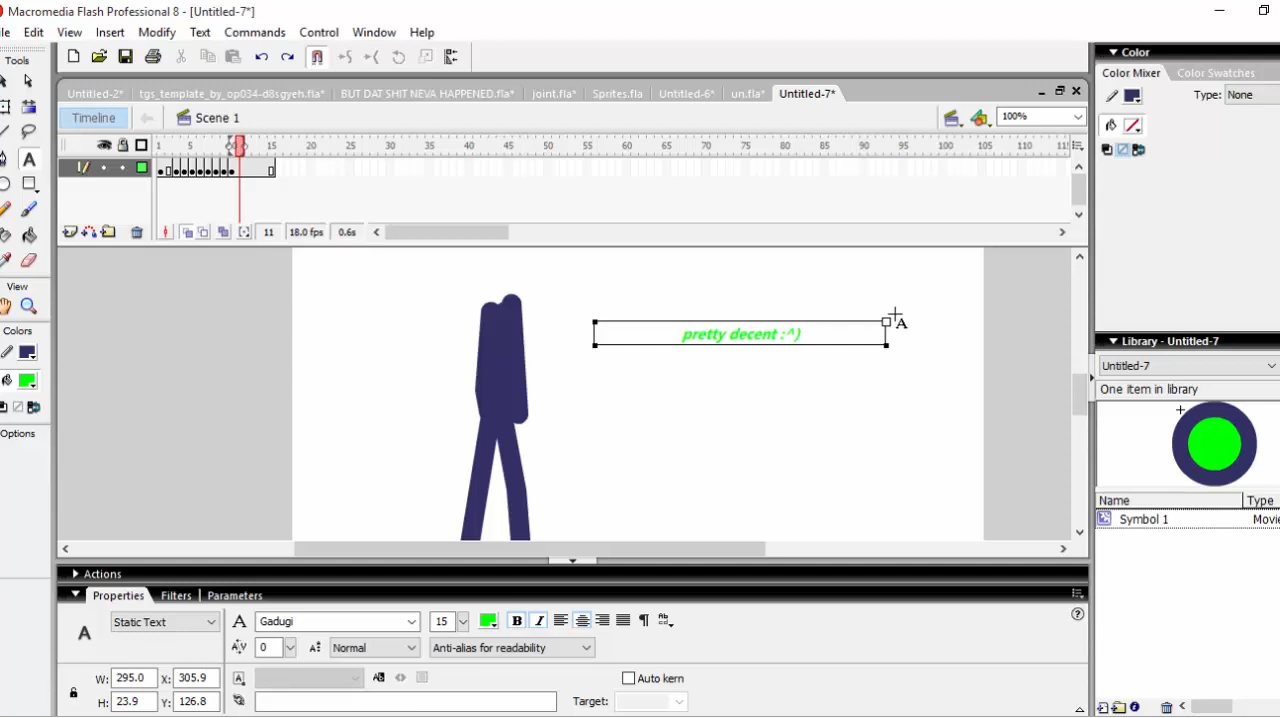 Macromedia Flash Professional 8 - [Untitled-7*]
Edit View Insert Modify Text Commands Control Window Help
Tools
View
Colors
Options
Untitled-2* tgs_template_by_op034-d8sgyeh.fla* BUT DAT SHIT NEVA HAPPENED.fla* joint.fla* Sprites.fla Untitled-6* un.fla* Untitled-7*
Timeline Scene 1 100%
1 5 10 15 20 25 30 35 40 45 50 55 60 65 70 75 80 85 90 95 100 105 110 115
11 18.0 fps 0.6s
pretty decent :^)
A
Actions
Properties Filters Parameters
Static Text A Gadugi 15 B I
A A/V 0 Normal Anti-alias for readability
W: 295.0 X: 305.9 Auto kern
H: 23.9 Y: 126.8 Target:
Color
Color Mixer Color Swatches
Type: None
Library - Untitled-7
Untitled-7
One item in library
Name Type
Symbol 1 Movi